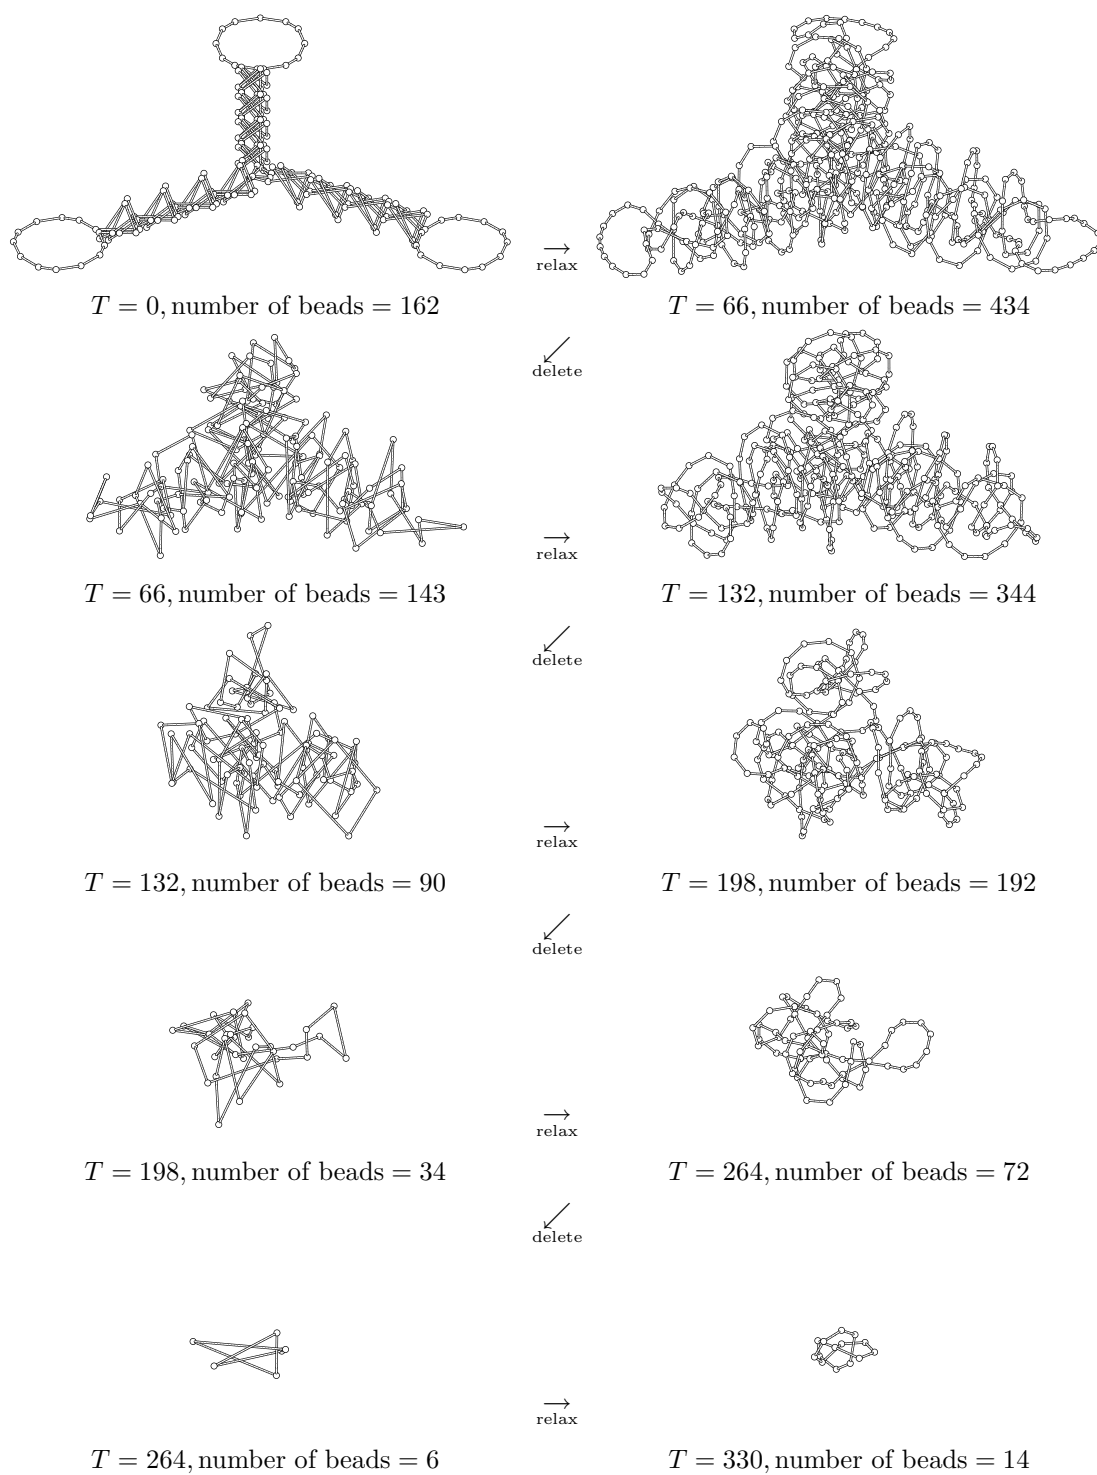 →
relax
T = 0, number of beads = 162
T = 66, number of beads = 434
↙
delete
→
relax
T = 66, number of beads = 143
T = 132, number of beads = 344
↙
delete
→
relax
T = 132, number of beads = 90
T = 198, number of beads = 192
↙
delete
→
relax
T = 198, number of beads = 34
T = 264, number of beads = 72
↙
delete
→
relax
T = 264, number of beads = 6
T = 330, number of beads = 14